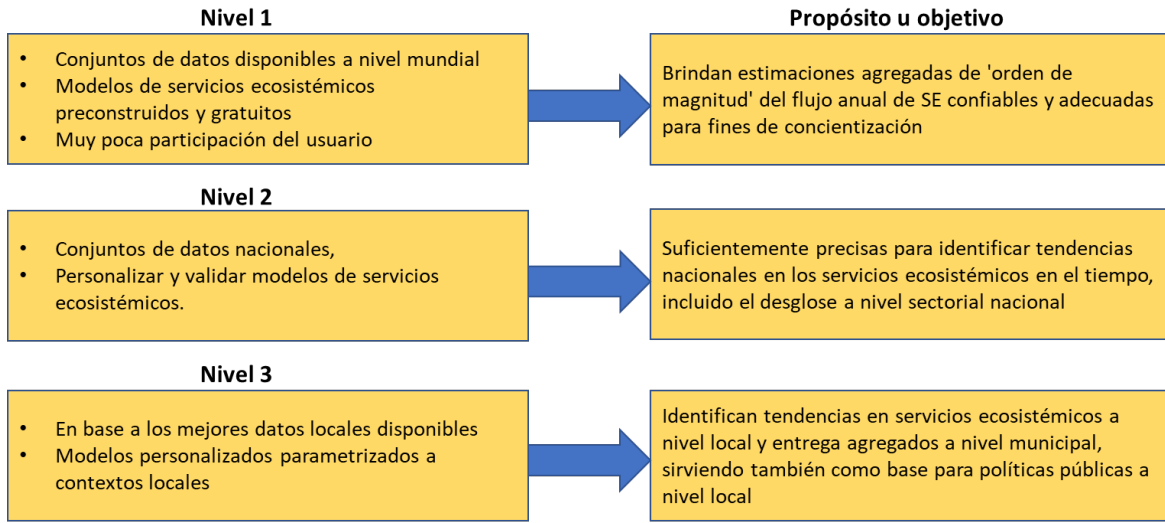 Nivel 1
Propósito u objetivo
• Conjuntos de datos disponibles a nivel mundial
• Modelos de servicios ecosistémicos
preconstruidos y gratuitos
• Muy poca participación del usuario
Brindan estimaciones agregadas de 'orden de
magnitud' del flujo anual de SE confiables y adecuadas
para fines de concientización
Nivel 2
• Conjuntos de datos nacionales,
• Personalizar y validar modelos de servicios
ecosistémicos.
Suficientemente precisas para identificar tendencias
nacionales en los servicios ecosistémicos en el tiempo,
incluido el desglose a nivel sectorial nacional
Nivel 3
• En base a los mejores datos locales disponibles
• Modelos personalizados parametrizados a
contextos locales
Identifican tendencias en servicios ecosistémicos a
nivel local y entrega agregados a nivel municipal,
sirviendo también como base para políticas públicas a
nivel local